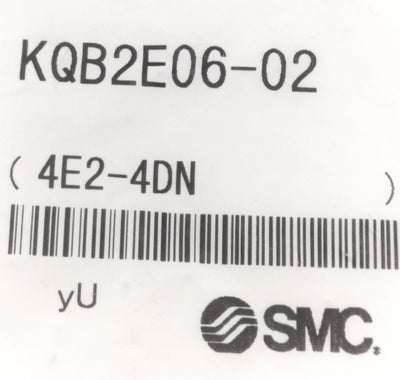 KQB2E06-02
( 4E2-4DN )
yU
SMC®